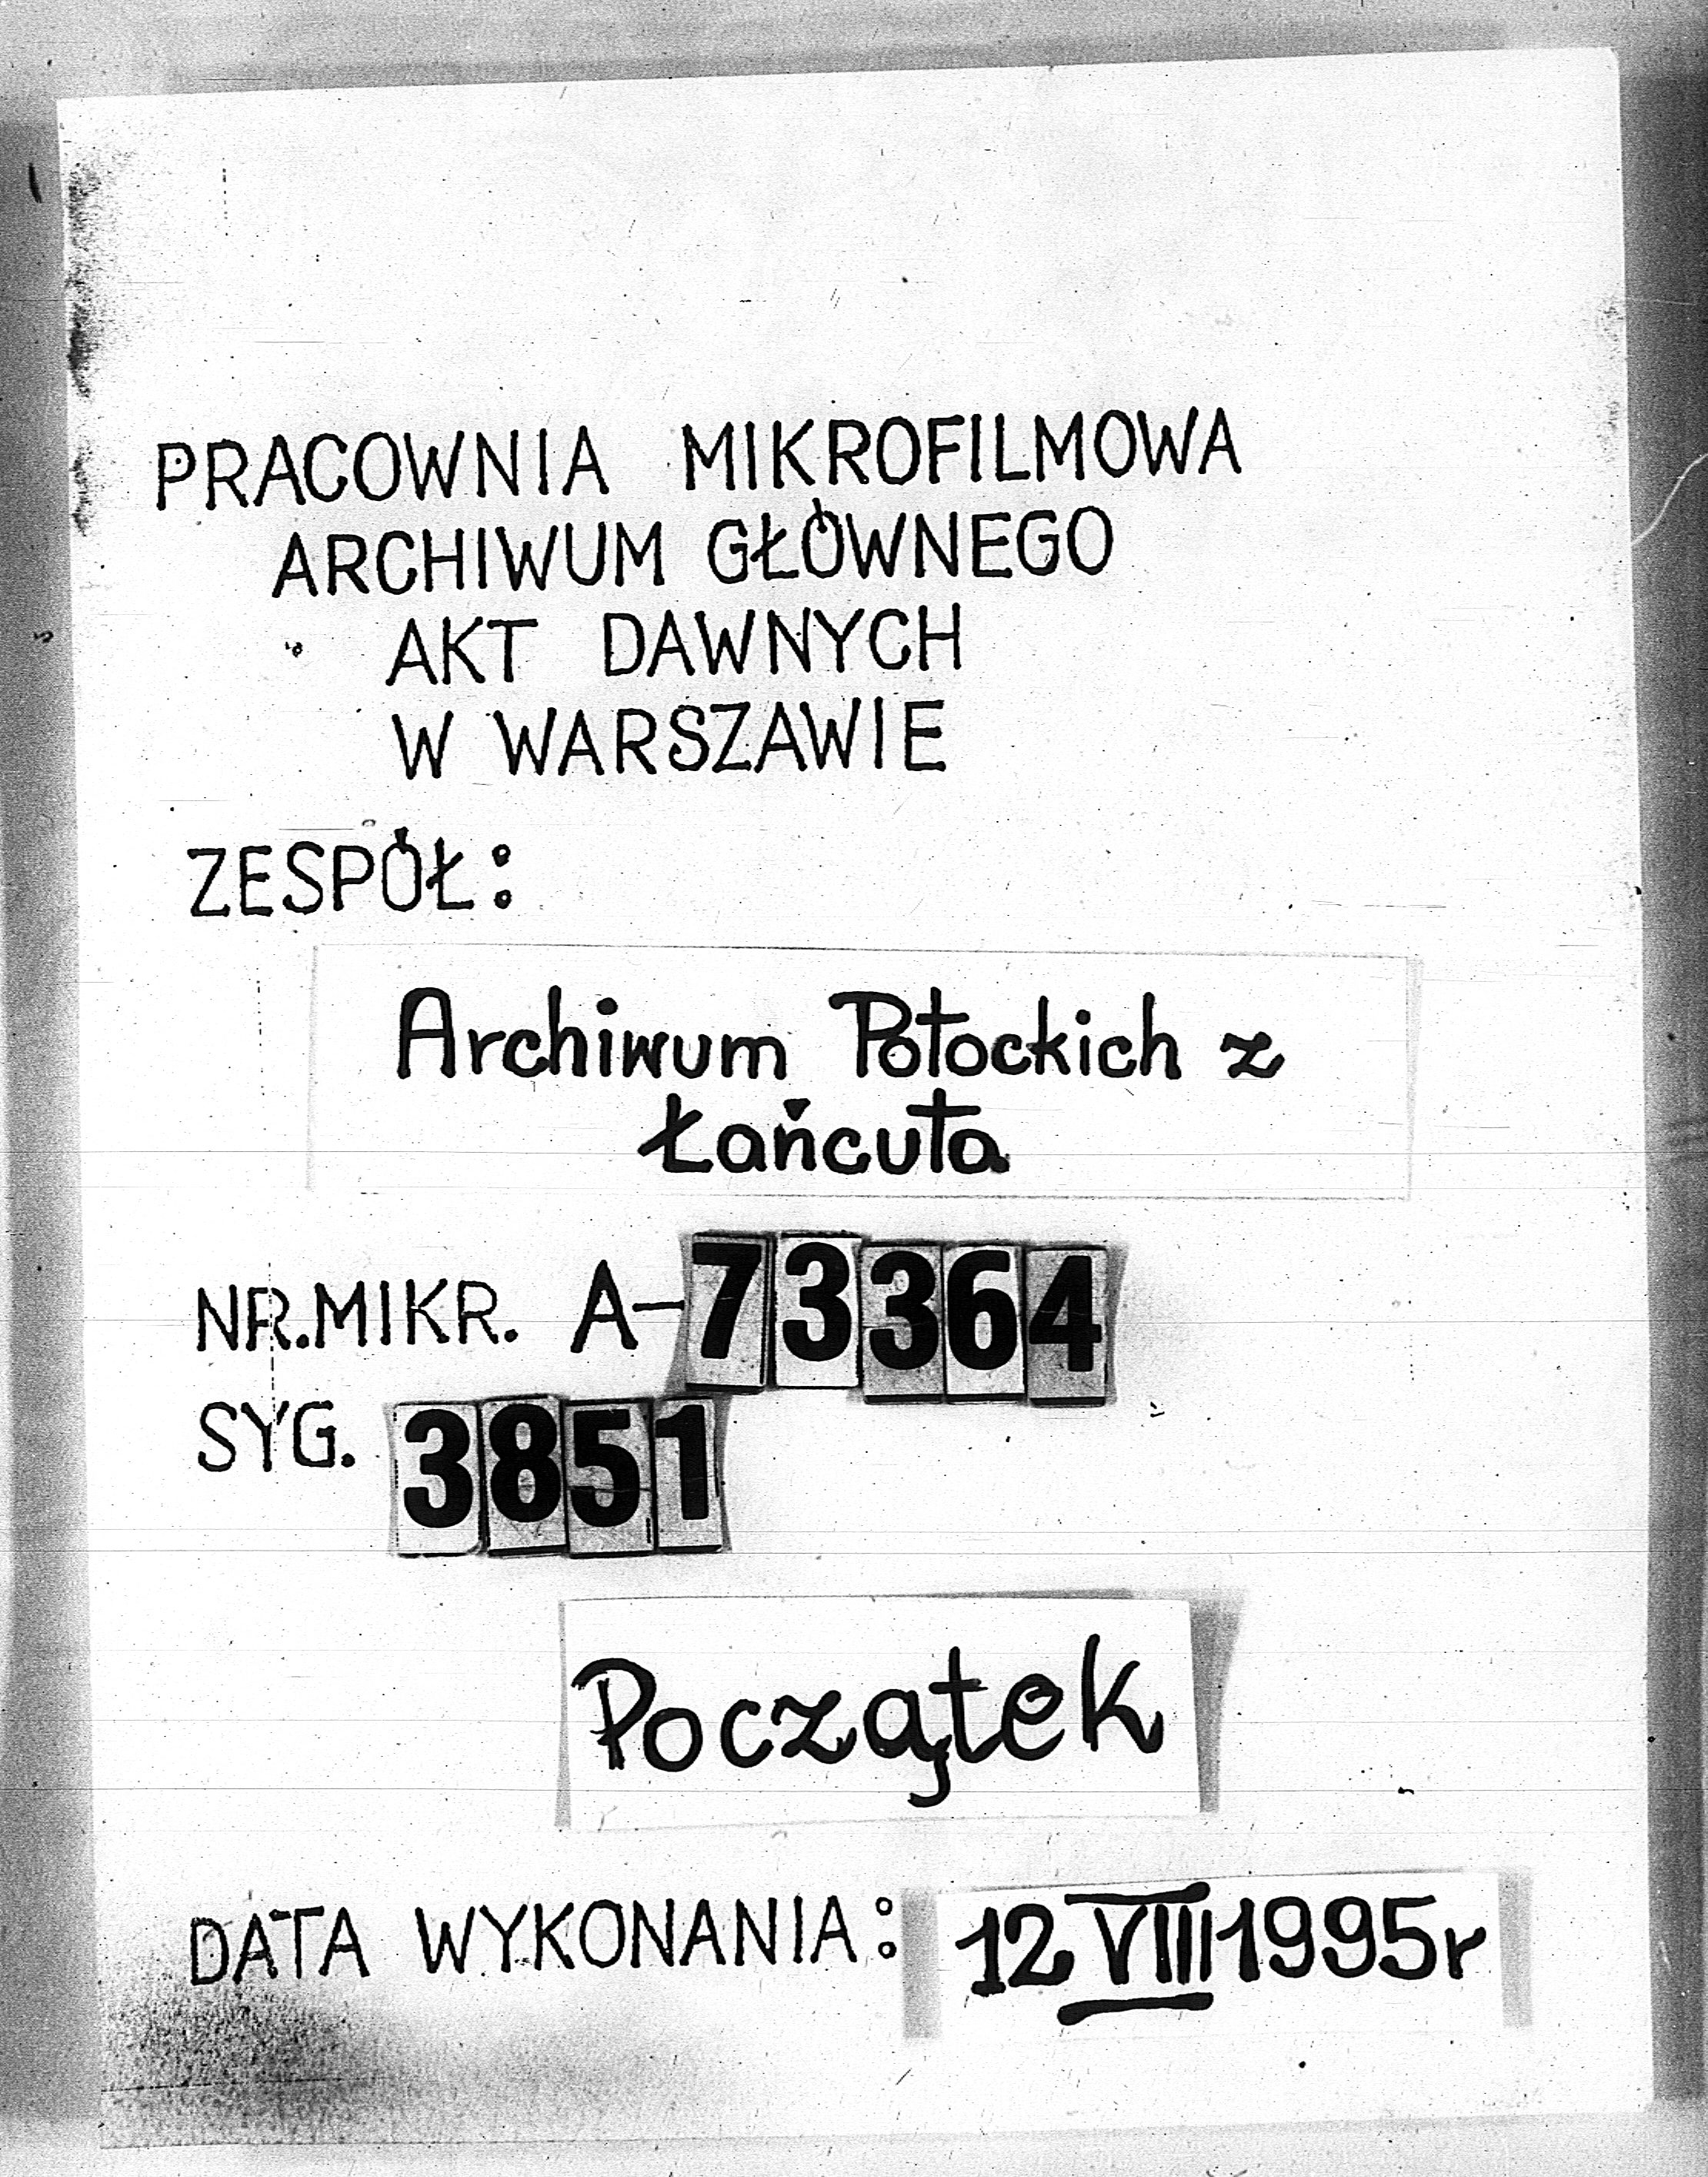 PRACOWNIA MIKROFILMOWA
ARCHIWUM GŁÓWNEGO
AKT DAWNYCH
W WARSZAWIE
ZESPÓŁ:
Archiwum Potockich z
Łańcuta
NR.MIKR. A-73364
SYG. 3851
Początek
DATA WYKONANIA: 12 VIII 1995r